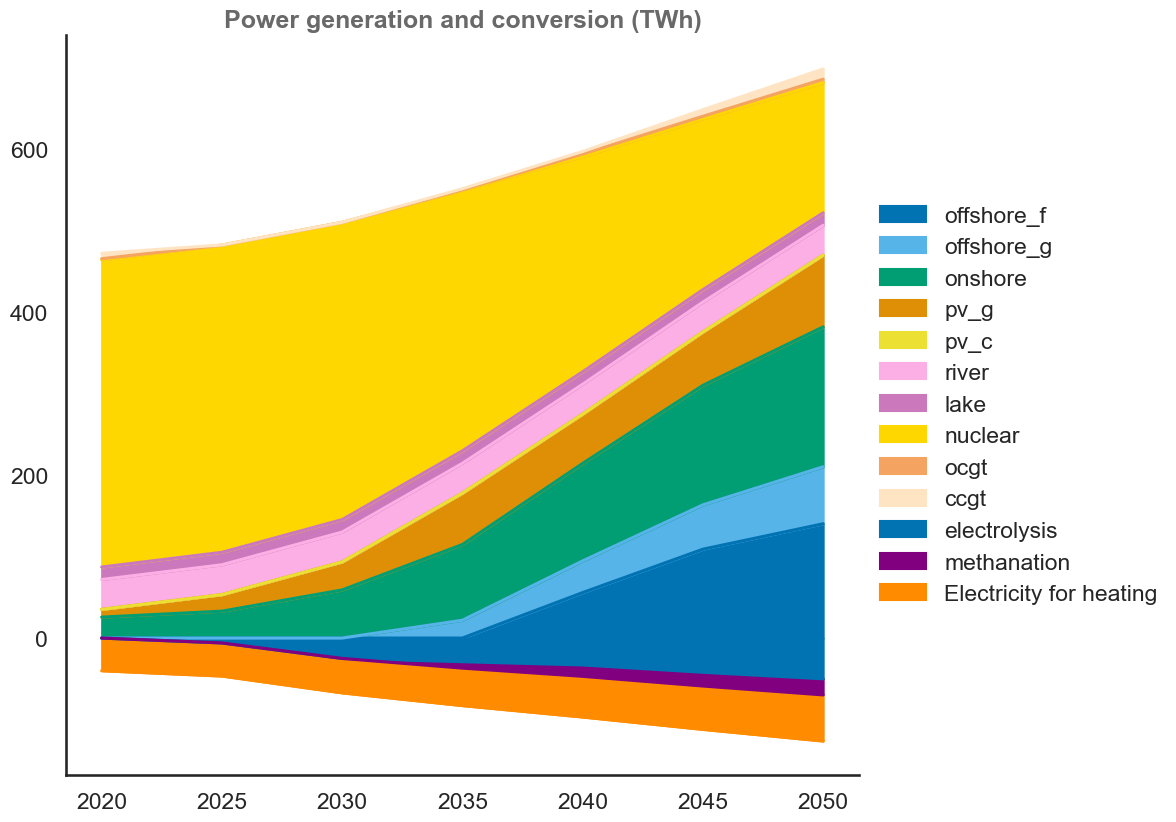 Power generation and conversion (TWh)
600
400
200
0
2020 2025 2030 2035 2040 2045 2050
offshore_f
offshore_g
onshore
pv_g
pv_c
river
lake
nuclear
ocgt
ccgt
electrolysis
methanation
Electricity for heating